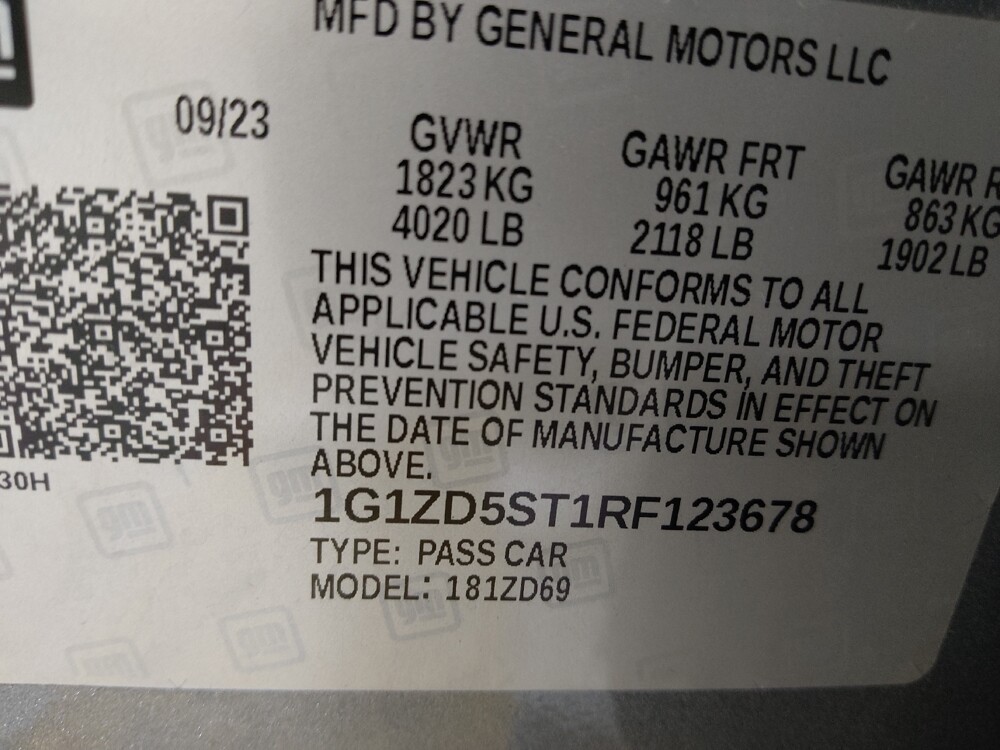 MFD BY GENERAL MOTORS LLC
09/23
GVWR GAWR FRT GAWR R
1823 KG 961 KG 863 KG
4020 LB 2118 LB 1902 LB
THIS VEHICLE CONFORMS TO ALL
APPLICABLE U.S. FEDERAL MOTOR
VEHICLE SAFETY, BUMPER, AND THEFT
PREVENTION STANDARDS IN EFFECT ON
THE DATE OF MANUFACTURE SHOWN
ABOVE.
30H
1G1ZD5ST1RF123678
TYPE: PASS CAR
MODEL: 181ZD69